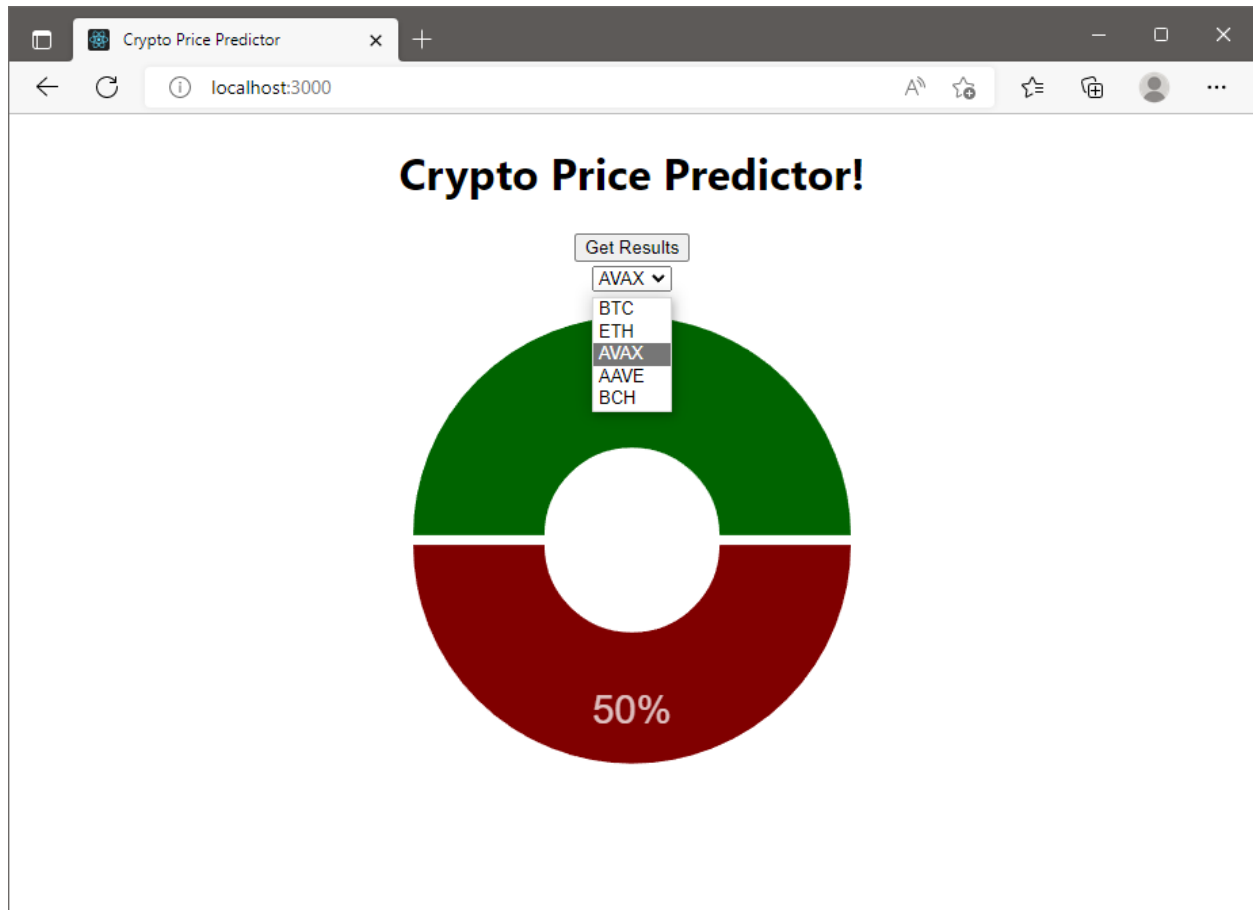 Crypto Price Predictor
localhost:3000
Crypto Price Predictor!
Get Results
AVAX
BTC
ETH
AVAX
AAVE
BCH
50%